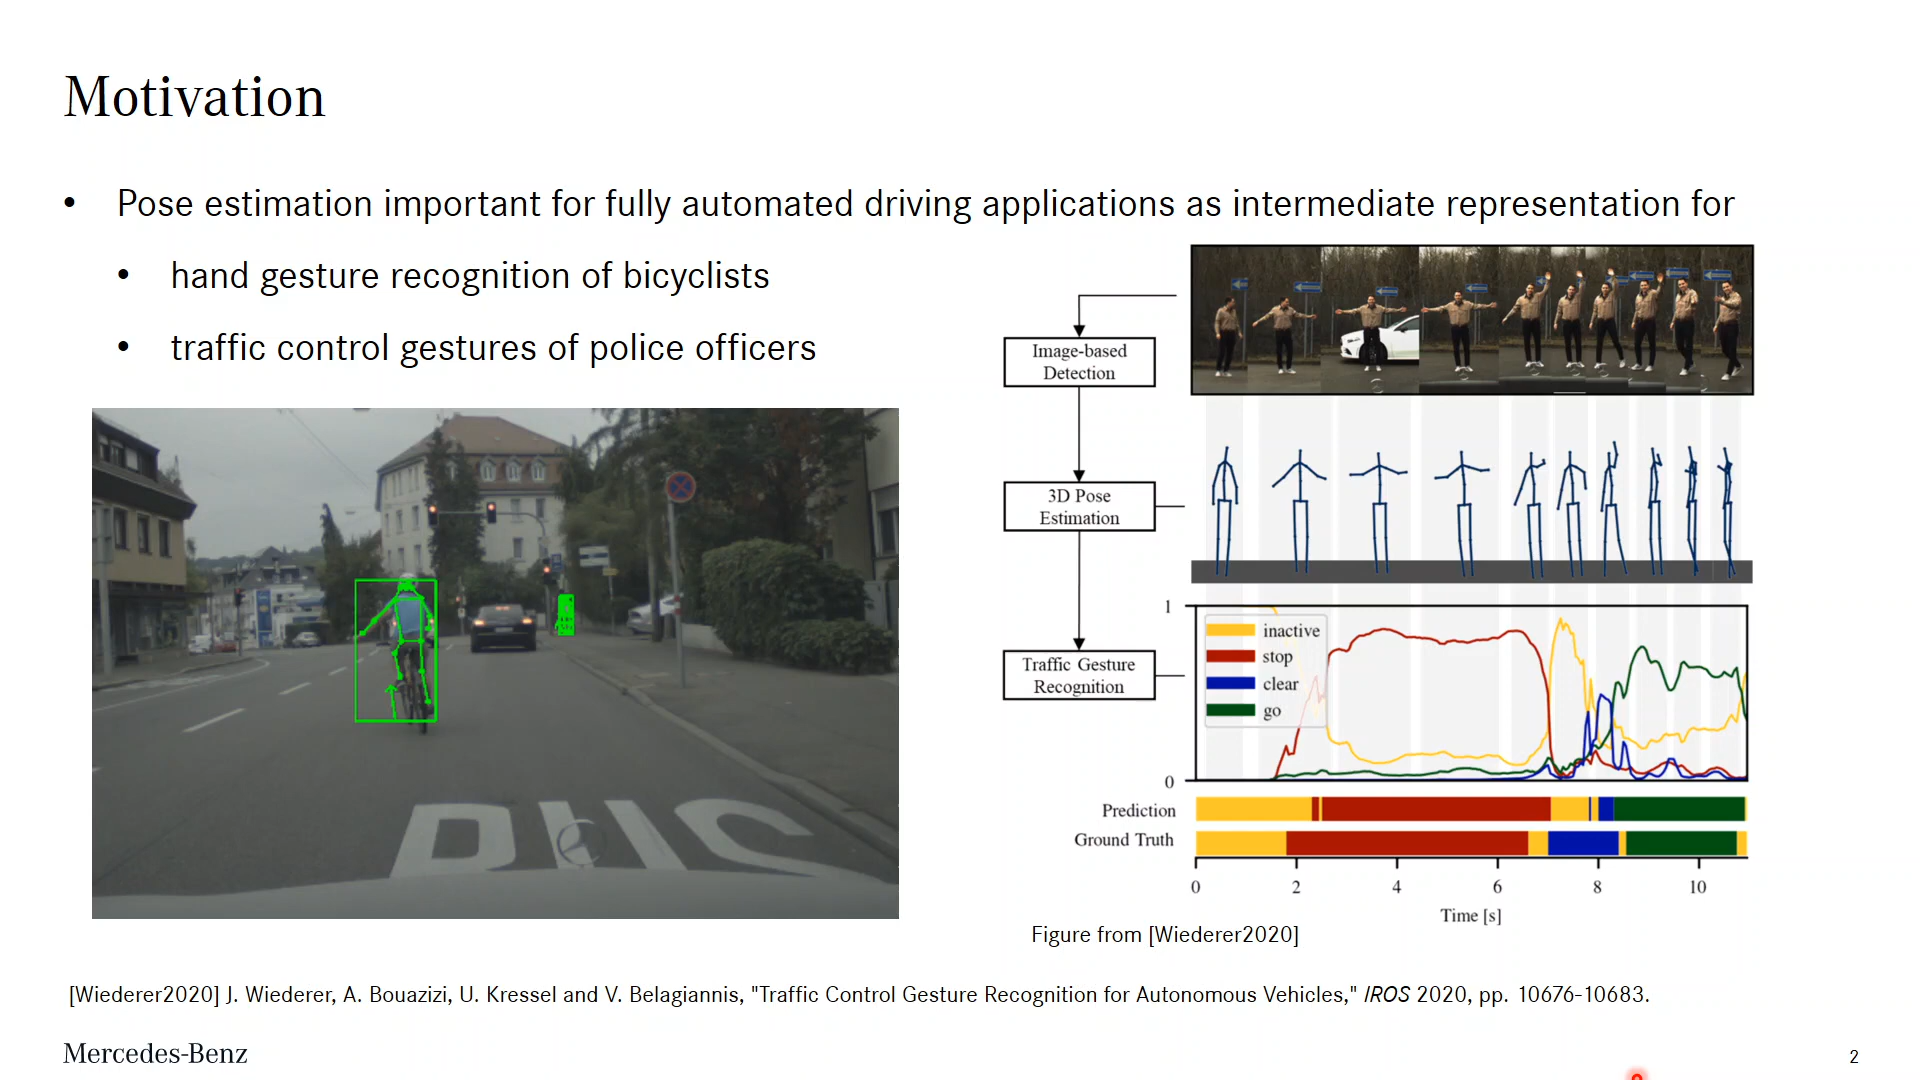 Motivation
• Pose estimation important for fully automated driving applications as intermediate representation for
• hand gesture recognition of bicyclists
• traffic control gestures of police officers
BUS
Image-based
Detection
3D Pose
Estimation
Traffic Gesture
Recognition
1
inactive
stop
clear
go
0
Prediction
Ground Truth
0 2 4 6 8 10
Time [s]
Figure from [Wiederer2020]
[Wiederer2020] J. Wiederer, A. Bouazizi, U. Kressel and V. Belagiannis, "Traffic Control Gesture Recognition for Autonomous Vehicles," IROS 2020, pp. 10676-10683.
Mercedes-Benz
2